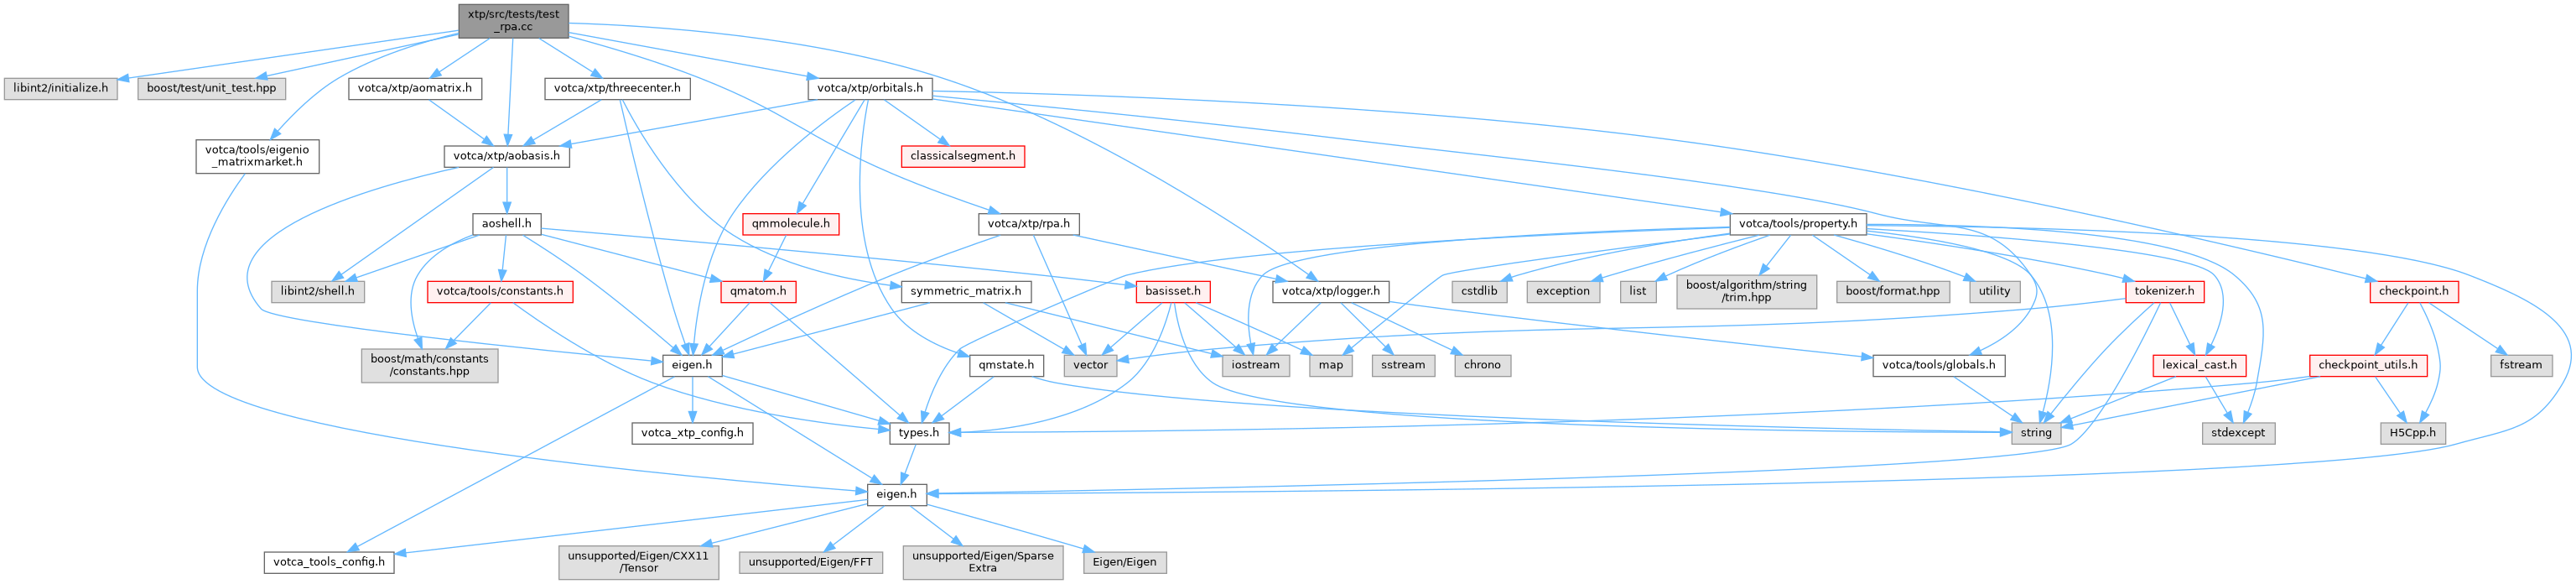 xtp/src/tests/test
_rpa.cc
libint2/initialize.h
boost/test/unit_test.hpp
votca/xtp/aomatrix.h
votca/xtp/threecenter.h
votca/xtp/orbitals.h
votca/tools/eigenio
_matrixmarket.h
votca/xtp/aobasis.h
classicalsegment.h
aoshell.h
qmmolecule.h
votca/xtp/rpa.h
votca/tools/property.h
libint2/shell.h
votca/tools/constants.h
qmatom.h
symmetric_matrix.h
basisset.h
votca/xtp/logger.h
cstdlib
exception
list
boost/algorithm/string
/trim.hpp
boost/format.hpp
utility
tokenizer.h
checkpoint.h
boost/math/constants
/constants.hpp
eigen.h
vector
qmstate.h
iostream
map
sstream
chrono
votca/tools/globals.h
lexical_cast.h
checkpoint_utils.h
fstream
votca_xtp_config.h
types.h
string
stdexcept
H5Cpp.h
eigen.h
votca_tools_config.h
unsupported/Eigen/CXX11
/Tensor
unsupported/Eigen/FFT
unsupported/Eigen/Sparse
Extra
Eigen/Eigen